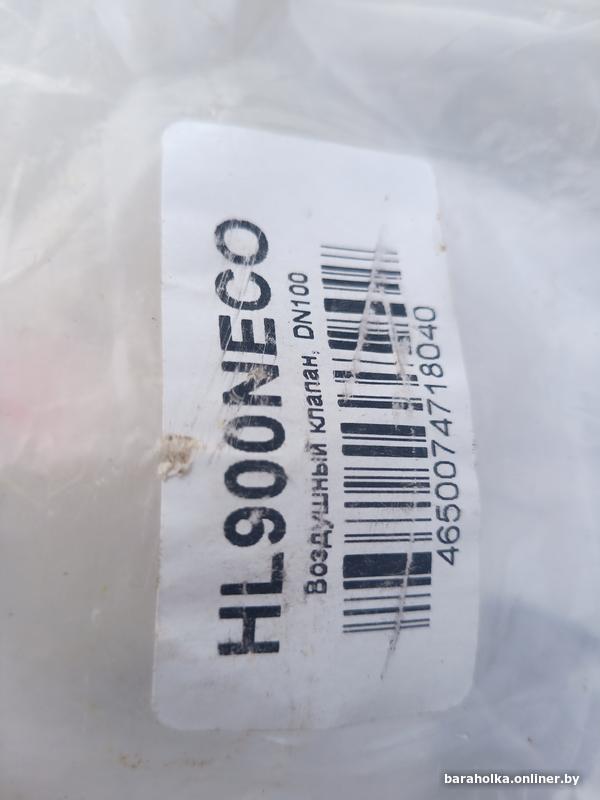 HL900NECO
Воздушный клапан, DN100
4650074718040
baraholka.onliner.by